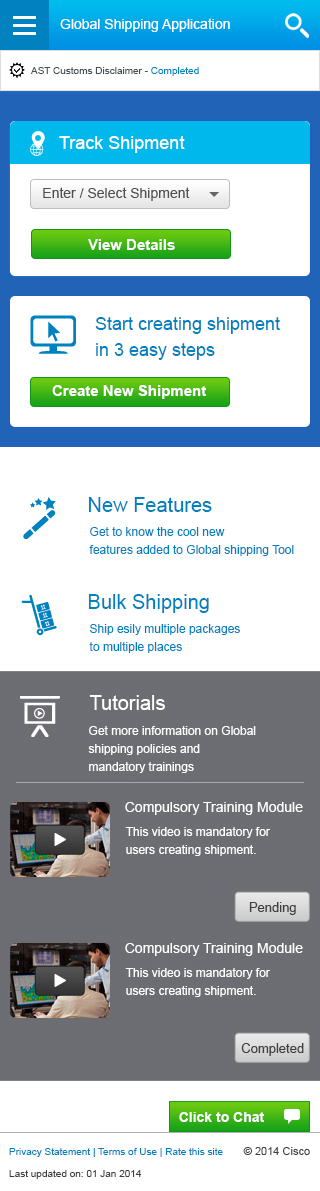 Global Shipping Application
AST Customs Disclaimer - Completed
Track Shipment
Enter / Select Shipment
View Details
Start creating shipment
in 3 easy steps
Create New Shipment
New Features
Get to know the cool new
features added to Global shipping Tool
Bulk Shipping
Ship esily multiple packages
to multiple places
Tutorials
Get more information on Global
shipping policies and
mandatory trainings
Compulsory Training Module
This video is mandatory for
users creating shipment.
Pending
Compulsory Training Module
This video is mandatory for
users creating shipment.
Completed
Click to Chat
Privacy Statement | Terms of Use | Rate this site © 2014 Cisco
Last updated on: 01 Jan 2014